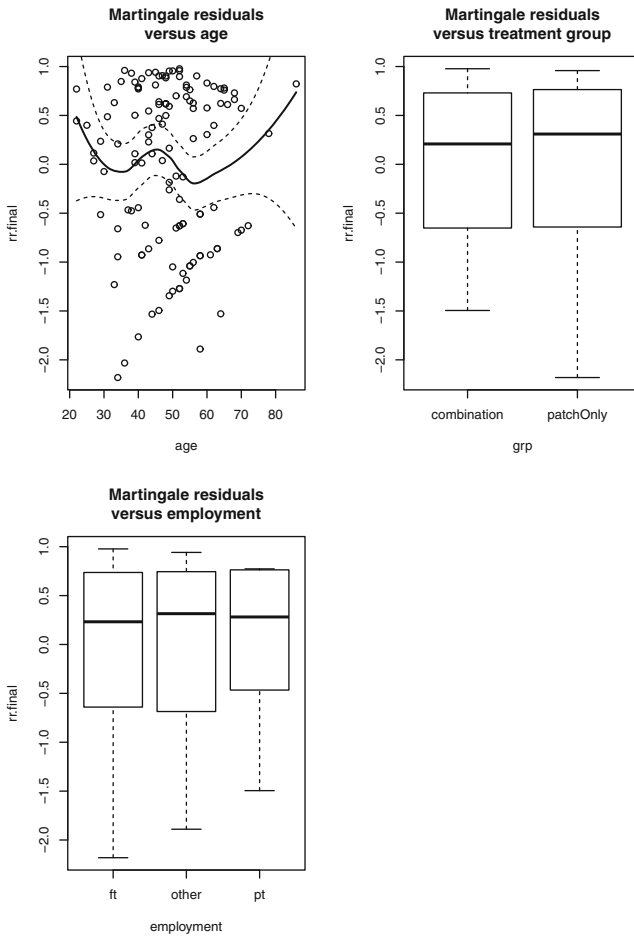 Martingale residuals
versus age
rr.final
1.0
0.5
0.0
−0.5
−1.0
−1.5
−2.0
20 30 40 50 60 70 80
age
Martingale residuals
versus treatment group
rr.final
1.0
0.5
0.0
−0.5
−1.0
−1.5
−2.0
combination patchOnly
grp
Martingale residuals
versus employment
rr.final
1.0
0.5
0.0
−0.5
−1.0
−1.5
−2.0
ft other pt
employment